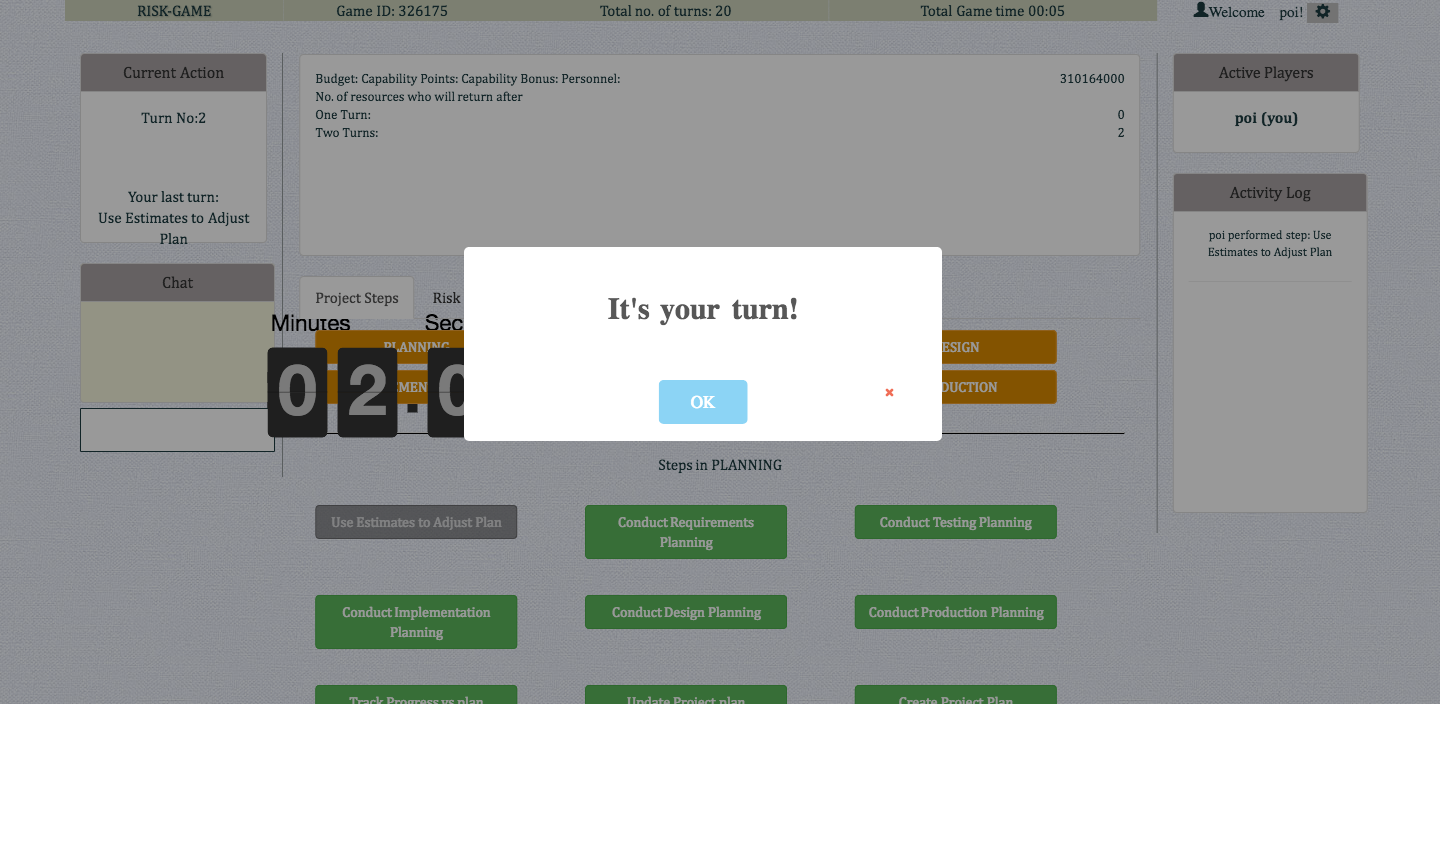 RISK-GAME
Game ID: 326175
Total no. of turns: 20
Total Game time 00:05
Welcome poi!
Current Action
Turn No:2
Your last turn:
Use Estimates to Adjust
Plan
Chat
Budget: Capability Points: Capability Bonus: Personnel: 310164000
No. of resources who will return after
One Turn: 0
Two Turns: 2
Active Players
poi (you)
Activity Log
poi performed step: Use
Estimates to Adjust Plan
Project Steps
Risk
Minutes
Sec
02.0
PLANNING
ESIGN
MEN
DUCTION
It's your turn!
OK
Steps in PLANNING
Use Estimates to Adjust Plan
Conduct Requirements
Planning
Conduct Testing Planning
Conduct Implementation
Planning
Conduct Design Planning
Conduct Production Planning
Track Progress vs plan
Update Project plan
Create Project Plan